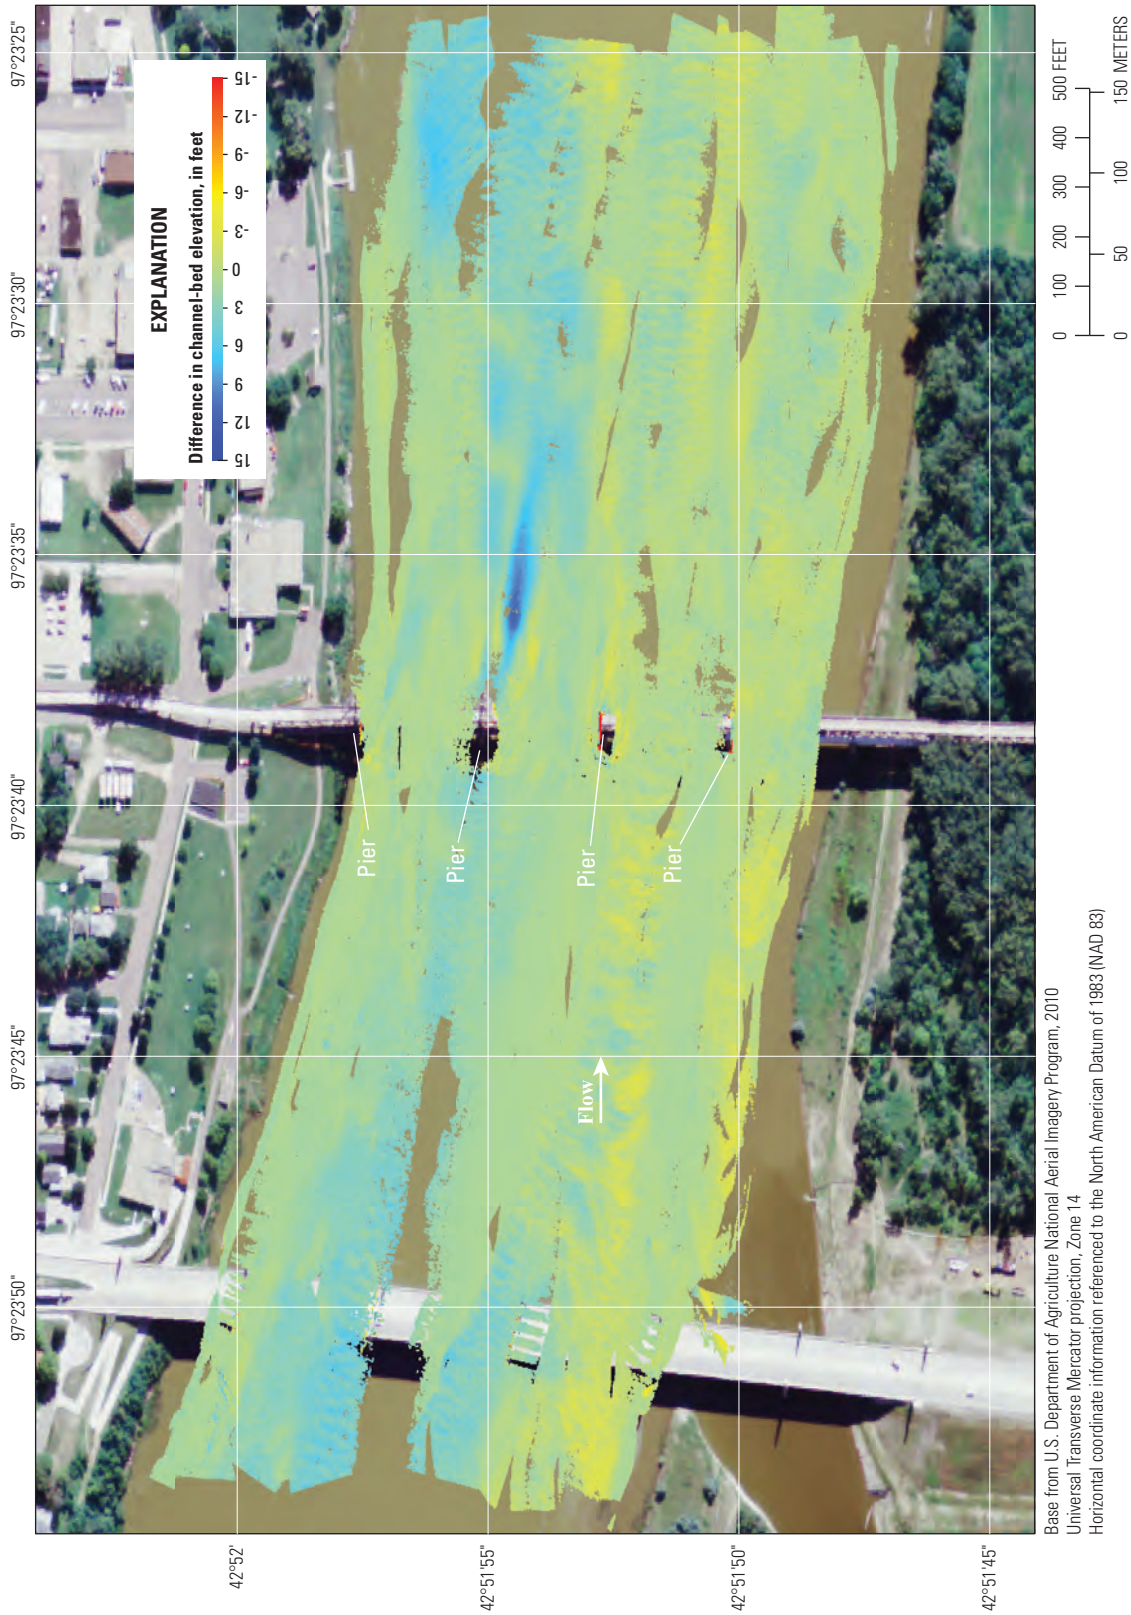 97°23'25"
97°23'30"
97°23'35"
97°23'40"
97°23'45"
97°23'50"
42°52'
42°51'55"
42°51'50"
42°51'45"
EXPLANATION
Difference in channel-bed elevation, in feet
15 12 9 6 3 0 -3 -6 -9 -12 -15
Pier
Pier
Pier
Pier
Flow
0 100 200 300 400 500 FEET
0 50 100 150 METERS
Base from U.S. Department of Agriculture National Aerial Imagery Program, 2010
Universal Transverse Mercator projection, Zone 14
Horizontal coordinate information referenced to the North American Datum of 1983 (NAD 83)